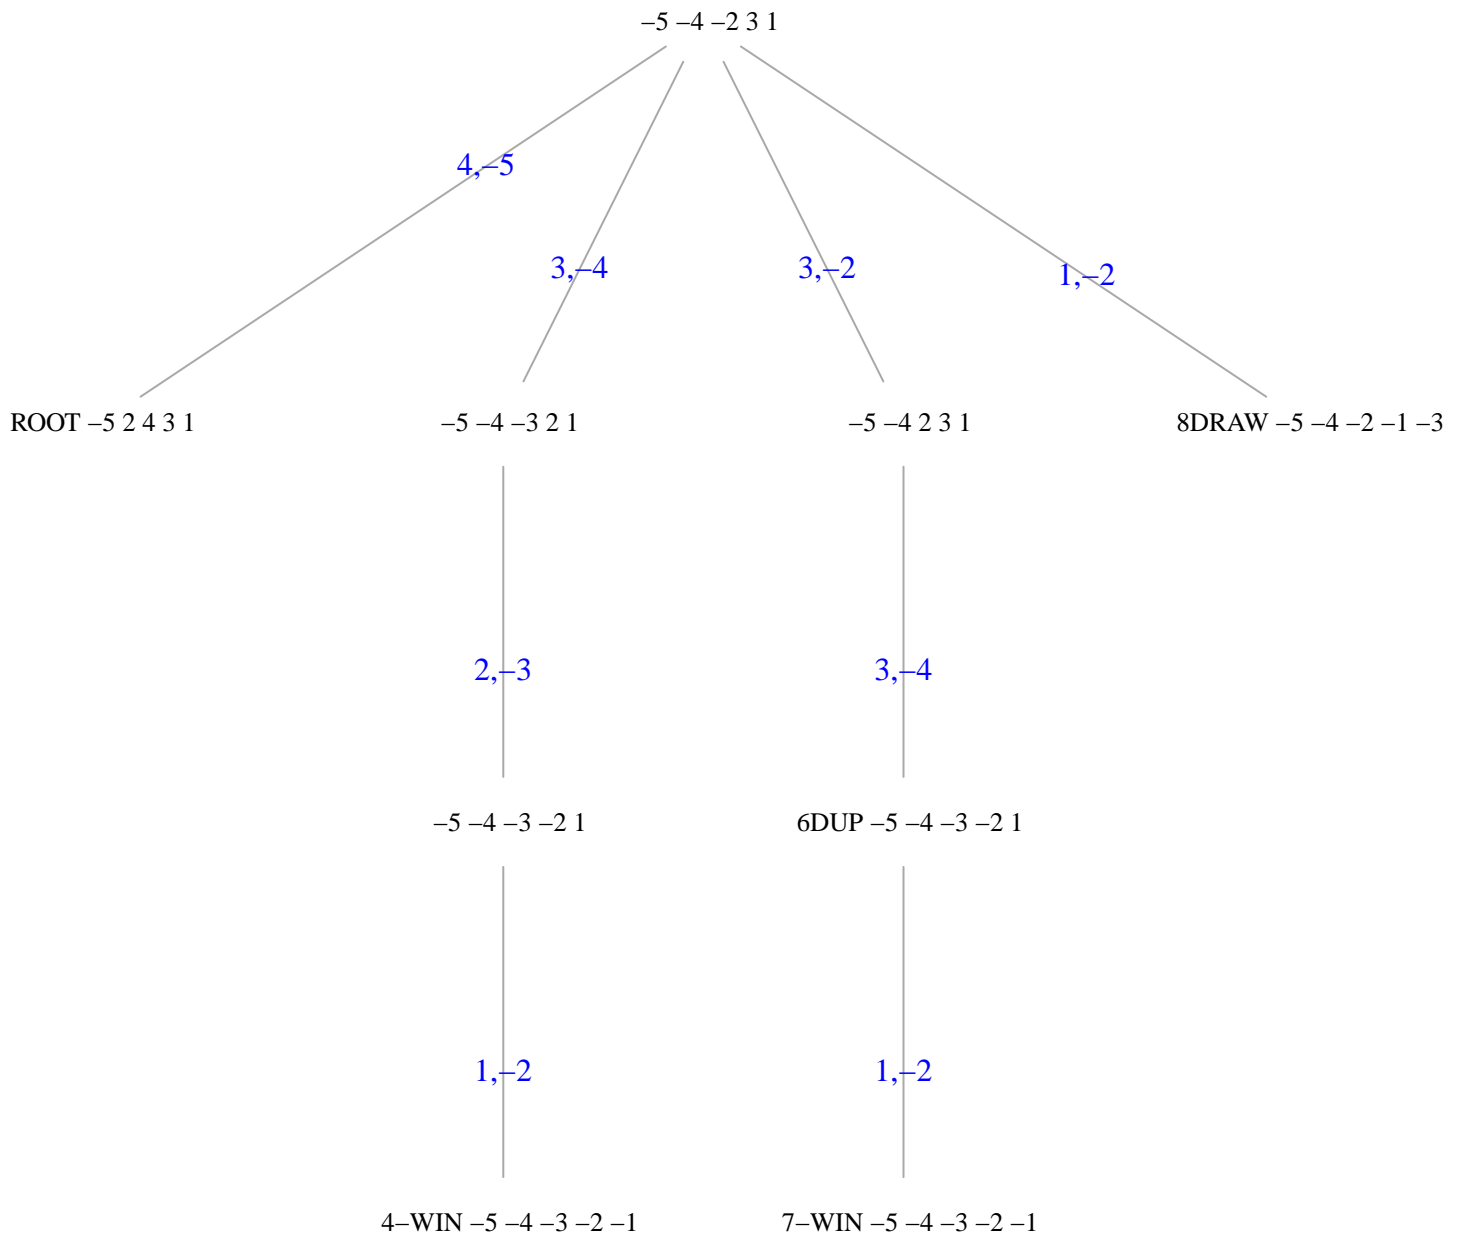 –5 –4 –2 3 1
4,–5
3,–4
3,–2
1,–2
ROOT –5 2 4 3 1
–5 –4 –3 2 1
–5 –4 2 3 1
8DRAW –5 –4 –2 –1 –3
2,–3
3,–4
–5 –4 –3 –2 1
6DUP –5 –4 –3 –2 1
1,–2
1,–2
4–WIN –5 –4 –3 –2 –1
7–WIN –5 –4 –3 –2 –1